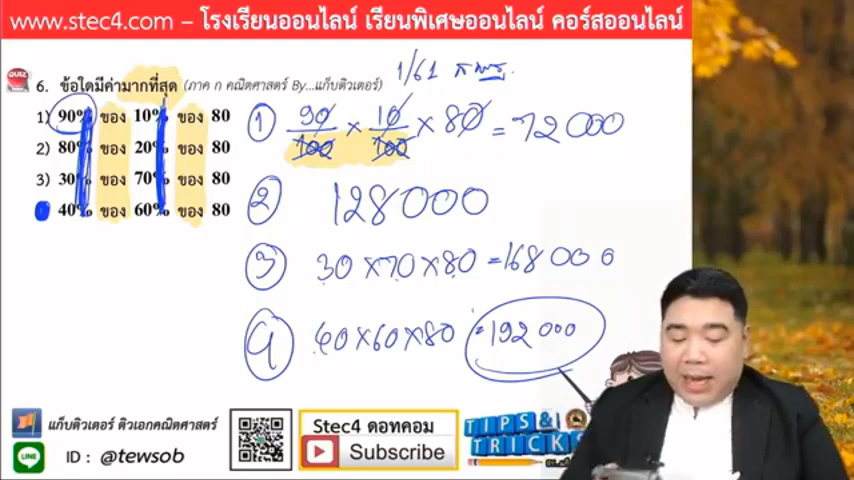 www.stec4.com – โรงเรียนออนไลน์ เรียนพิเศษออนไลน์ คอร์สออนไลน์
1/61
QUIZ
6. ข้อใดมีค่ามากที่สุด (ภาค ก คณิตศาสตร์ By...แก็บติวเตอร์)
1) 90% ของ 10% ของ 80
2) 80% ของ 20% ของ 80
3) 30% ของ 70% ของ 80
40% ของ 60% ของ 80
① 90/100 × 10/100 × 80 = 72000
② 128000
③ 30 × 70 × 80 = 168000
④ 40×60×80 = 192000
แก็บติวเตอร์ ติวเอกคณิตศาสตร์
LINE ID : @tewsob
Stec4 ดอทคอม
Subscribe
TIPS &
TRICKS